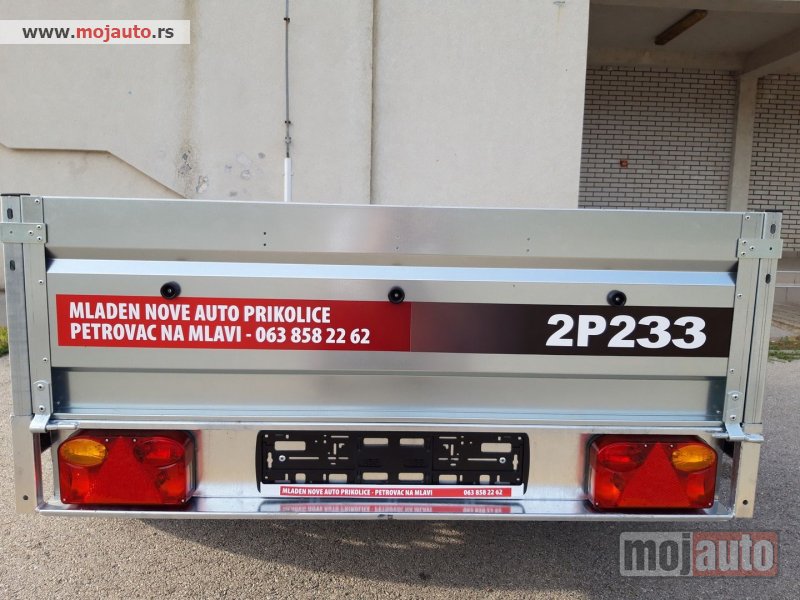 www.mojauto.rs
MLADEN NOVE AUTO PRIKOLICE
PETROVAC NA MLAVI - 063 858 22 62
2P233
MLADEN NOVE AUTO PRIKOLICE - PETROVAC NA MLAVI 063 858 22 62
mojauto